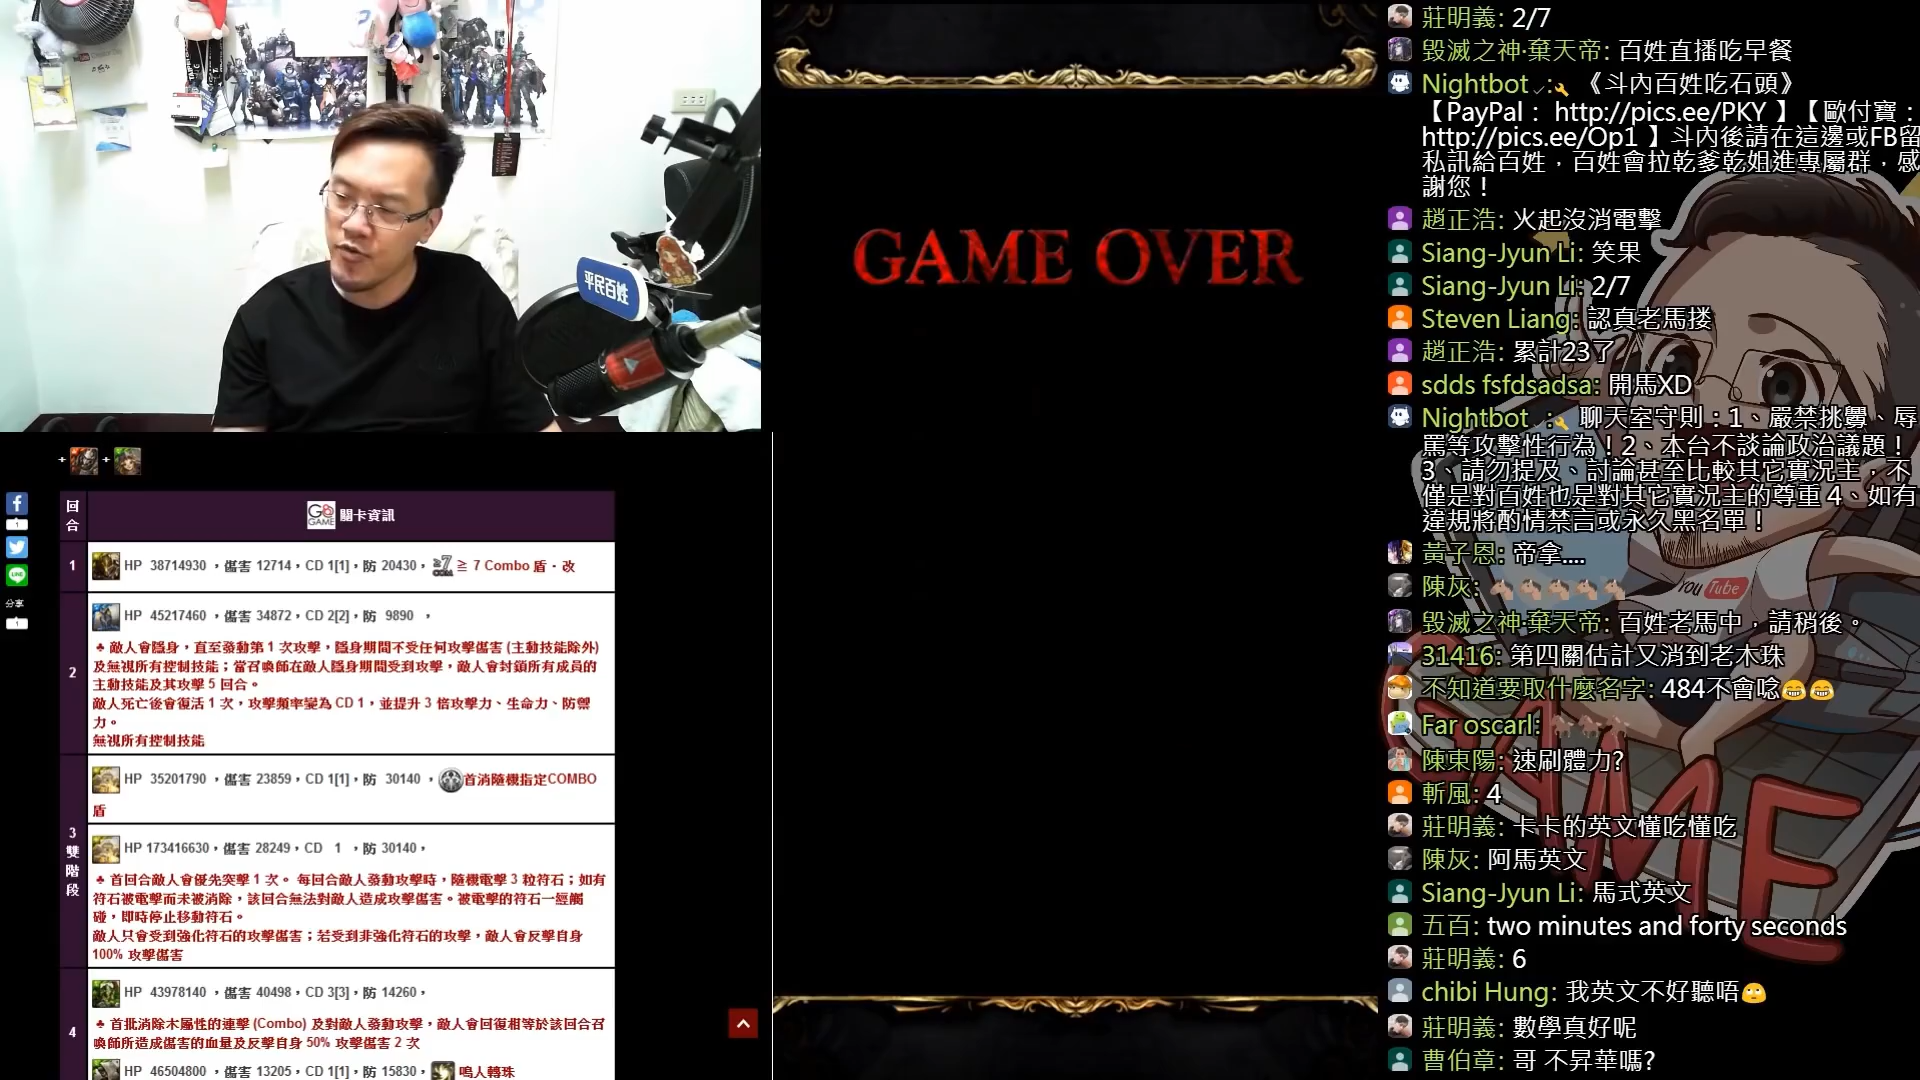 平民百姓
GAME OVER
回合
GAME 關卡資訊
1
HP 38714930 ，傷害 12714，CD 1[1]，防 20430，≧ 7 Combo 盾‧改
2
HP 45217460 ，傷害 34872，CD 2[2]，防 9890 ，
♣ 敵人會隱身，直至發動第 1 次攻擊，隱身期間不受任何攻擊傷害 (主動技能除外)
及無視所有控制技能；當召喚師在敵人隱身期間受到攻擊，敵人會封鎖所有成員的
主動技能及其攻擊 5 回合。
敵人死亡後會復活 1 次，攻擊頻率變為 CD 1，並提升 3 倍攻擊力、生命力、防禦
力。
無視所有控制技能
3 雙階段
HP 35201790 ，傷害 23859，CD 1[1]，防 30140 ，首消隨機指定COMBO
盾
HP 173416630，傷害 28249，CD 1 ，防 30140，
♣ 首回合敵人會優先突擊 1 次。 每回合敵人發動攻擊時，隨機電擊 3 粒符石；如有
符石被電擊而未被消除，該回合無法對敵人造成攻擊傷害。被電擊的符石一經觸
碰，即時停止移動符石。
敵人只會受到強化符石的攻擊傷害；若受到非強化符石的攻擊，敵人會反擊自身
100% 攻擊傷害
4
HP 43978140 ，傷害 40498，CD 3[3]，防 14260，
♣ 首批消除木屬性的連擊 (Combo) 及對敵人發動攻擊，敵人會回復相等於該回合召
喚師所造成傷害的血量及反擊自身 50% 攻擊傷害 2 次
HP 46504800 ，傷害 13205，CD 1[1]，防 15830，鳴人轉珠
分享
1
1
莊明義: 2/7
毀滅之神·棄天帝: 百姓直播吃早餐
Nightbot : 《斗內百姓吃石頭》
【PayPal： http://pics.ee/PKY 】【歐付寶：
http://pics.ee/Op1 】斗內後請在這邊或FB留
私訊給百姓，百姓會拉乾爹乾姐進專屬群，感
謝您！
趙正浩: 火起沒消電擊
Siang-Jyun Li: 笑果
Siang-Jyun Li: 2/7
Steven Liang: 認真老馬摟
趙正浩: 累計23了
sdds fsfdsadsa: 開馬XD
Nightbot : 聊天室守則：1、嚴禁挑釁、辱
罵等攻擊性行為！2、本台不談論政治議題！
3、請勿提及、討論甚至比較其它實況主，不
僅是對百姓也是對其它實況主的尊重 4、如有
違規將酌情禁言或永久黑名單！
黃子恩: 帝拿....
陳灰: 🐴🐴🐴🐴🐴
毀滅之神·棄天帝: 百姓老馬中，請稍後。
31416: 第四關估計又消到老木珠
不知道要取什麼名字: 484不會唸😂😂
Far oscarl:
陳東陽: 速刷體力?
斬風: 4
莊明義: 卡卡的英文懂吃懂吃
陳灰: 阿馬英文
Siang-Jyun Li: 馬式英文
五百: two minutes and forty seconds
莊明義: 6
chibi Hung: 我英文不好聽唔🙄
莊明義: 數學真好呢
曹伯章: 哥 不昇華嗎?
YOU Tube
GAME